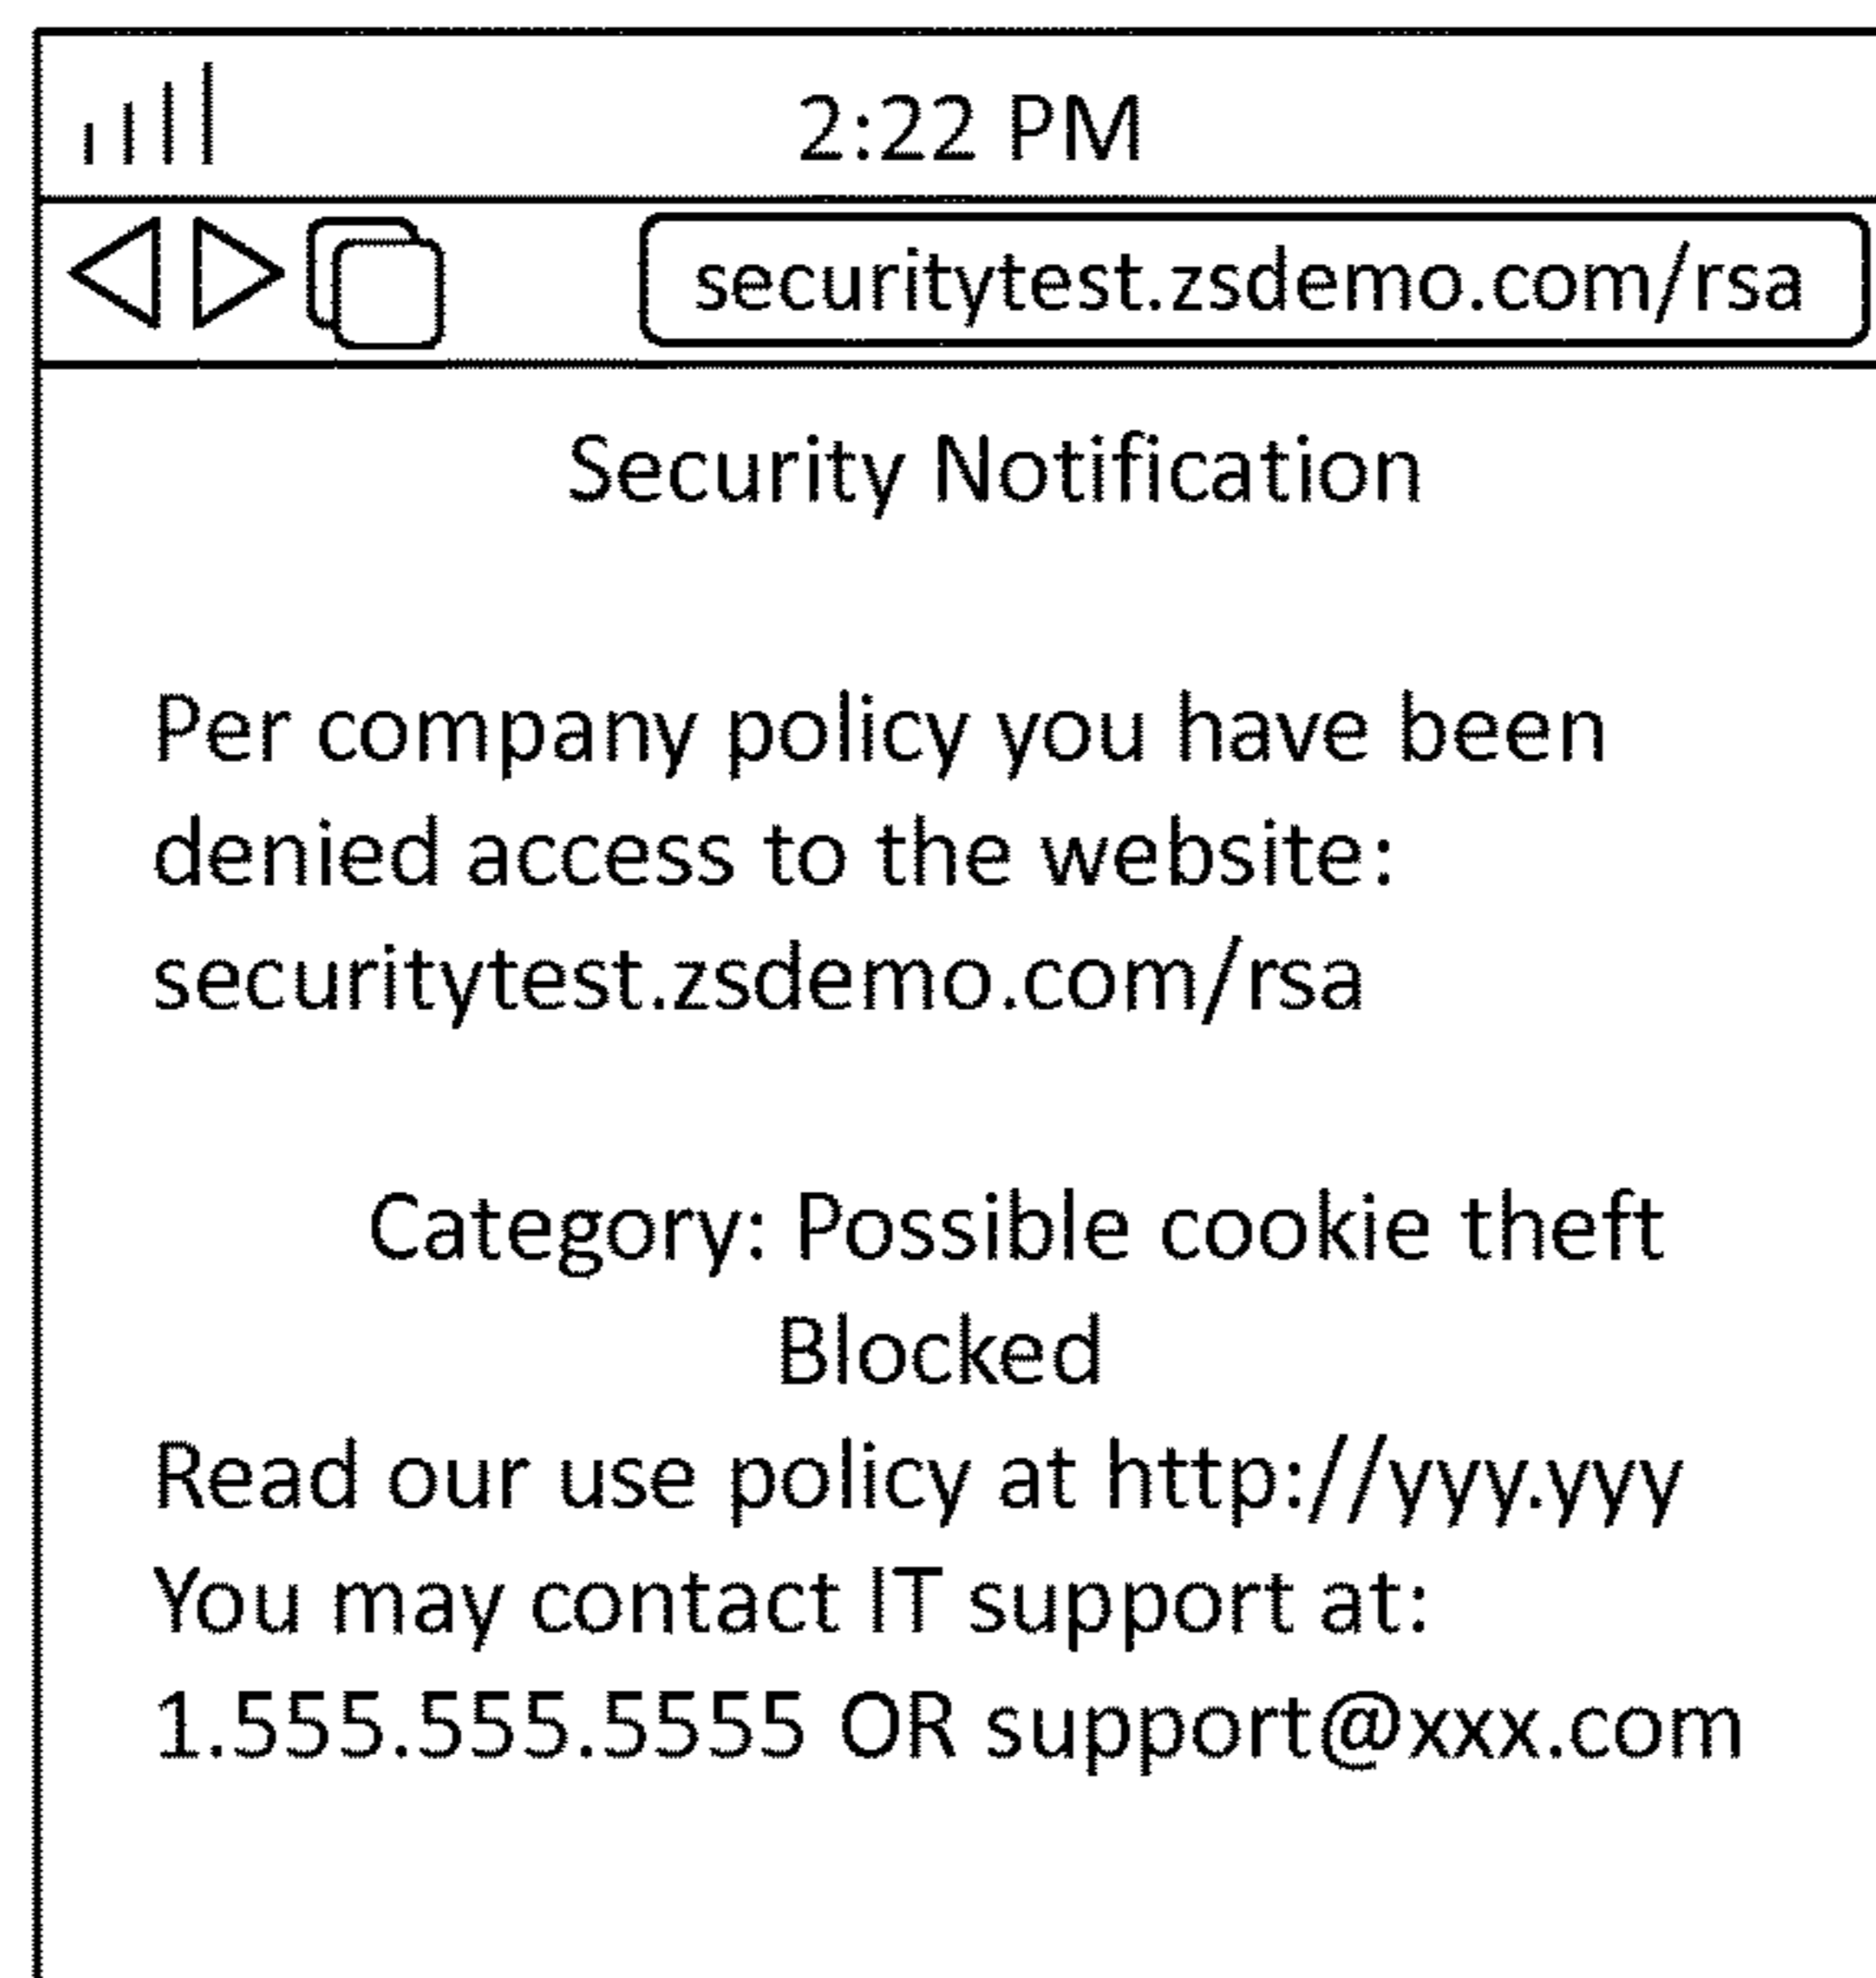 2:22 PM
securitytest.zsdemo.com/rsa
Security Notification
Per company policy you have been
denied access to the website:
securitytest.zsdemo.com/rsa
Category: Possible cookie theft
Blocked
Read our use policy at http://yyy.yyy
You may contact IT support at:
1.555.555.5555 OR support@xxx.com